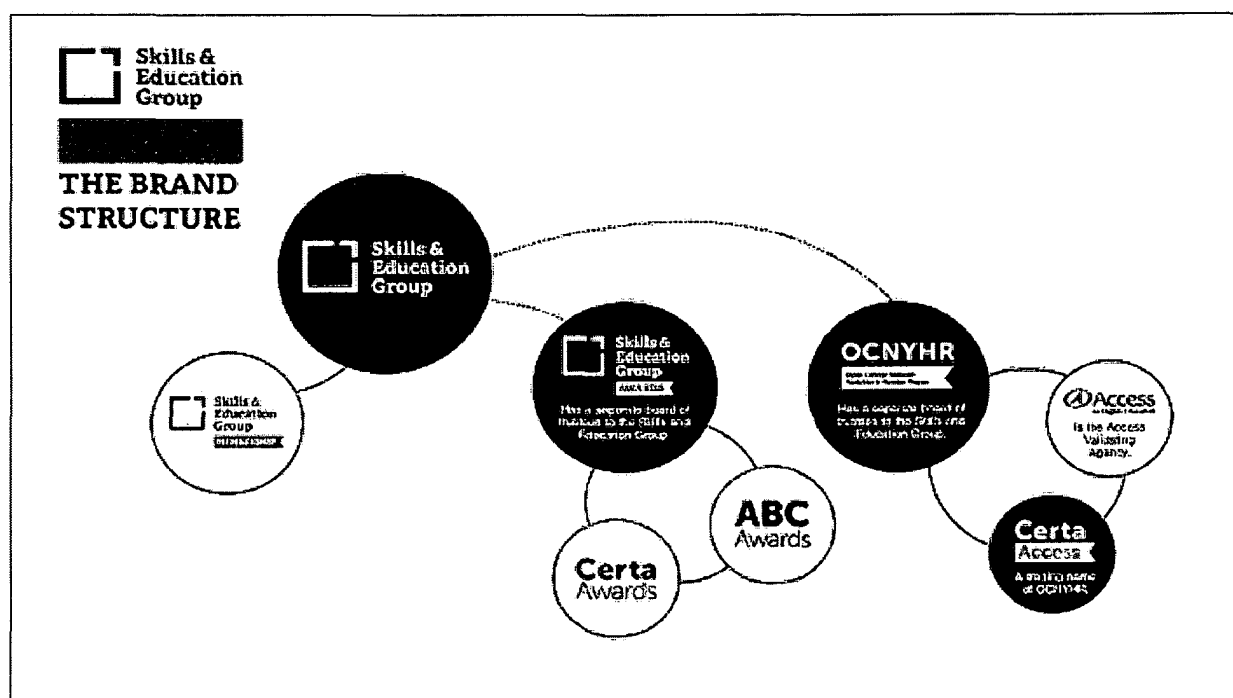 Skills &
Education
Group
THE BRAND
STRUCTURE
Skills &
Education
Group
Skills &
Education
Group
Skills &
Education
Group
AWARDS
Has a separate board of
trustees to the Skills and
Education Group
Certa
Awards
ABC
Awards
OCNYHR
Has a separate board of
trustees to the Skills and
Education Group.
Access
Is the Access
Validating
Agency.
Certa
Access
A trading name
of OCNYHR